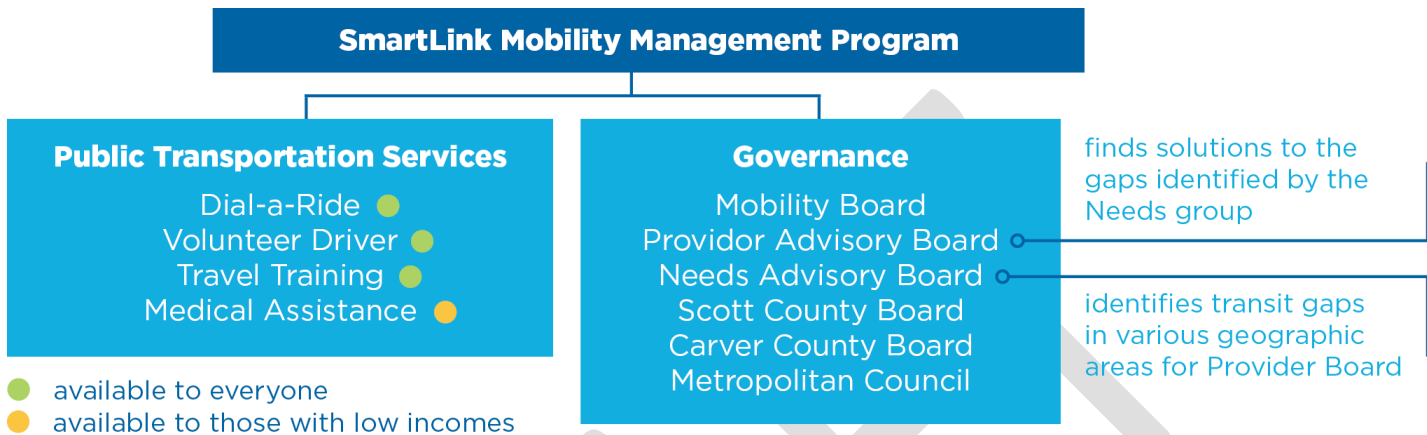 SmartLink Mobility Management Program
Public Transportation Services
Dial-a-Ride
Volunteer Driver
Travel Training
Medical Assistance
available to everyone
available to those with low incomes
Governance
Mobility Board
Providor Advisory Board
Needs Advisory Board
Scott County Board
Carver County Board
Metropolitan Council
finds solutions to the
gaps identified by the
Needs group
identifies transit gaps
in various geographic
areas for Provider Board